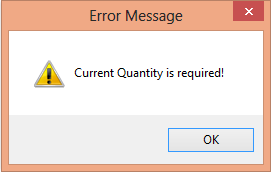 Error Message
Current Quantity is required!
OK